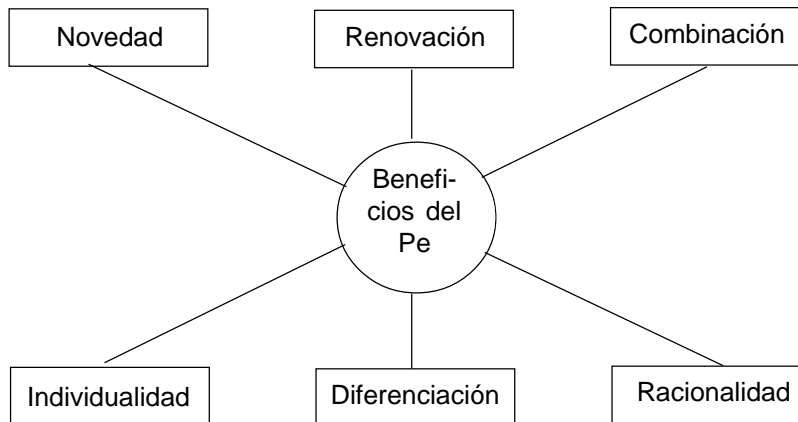 Novedad
Renovación
Combinación
Benefi-
cios del
Pe
Individualidad
Diferenciación
Racionalidad